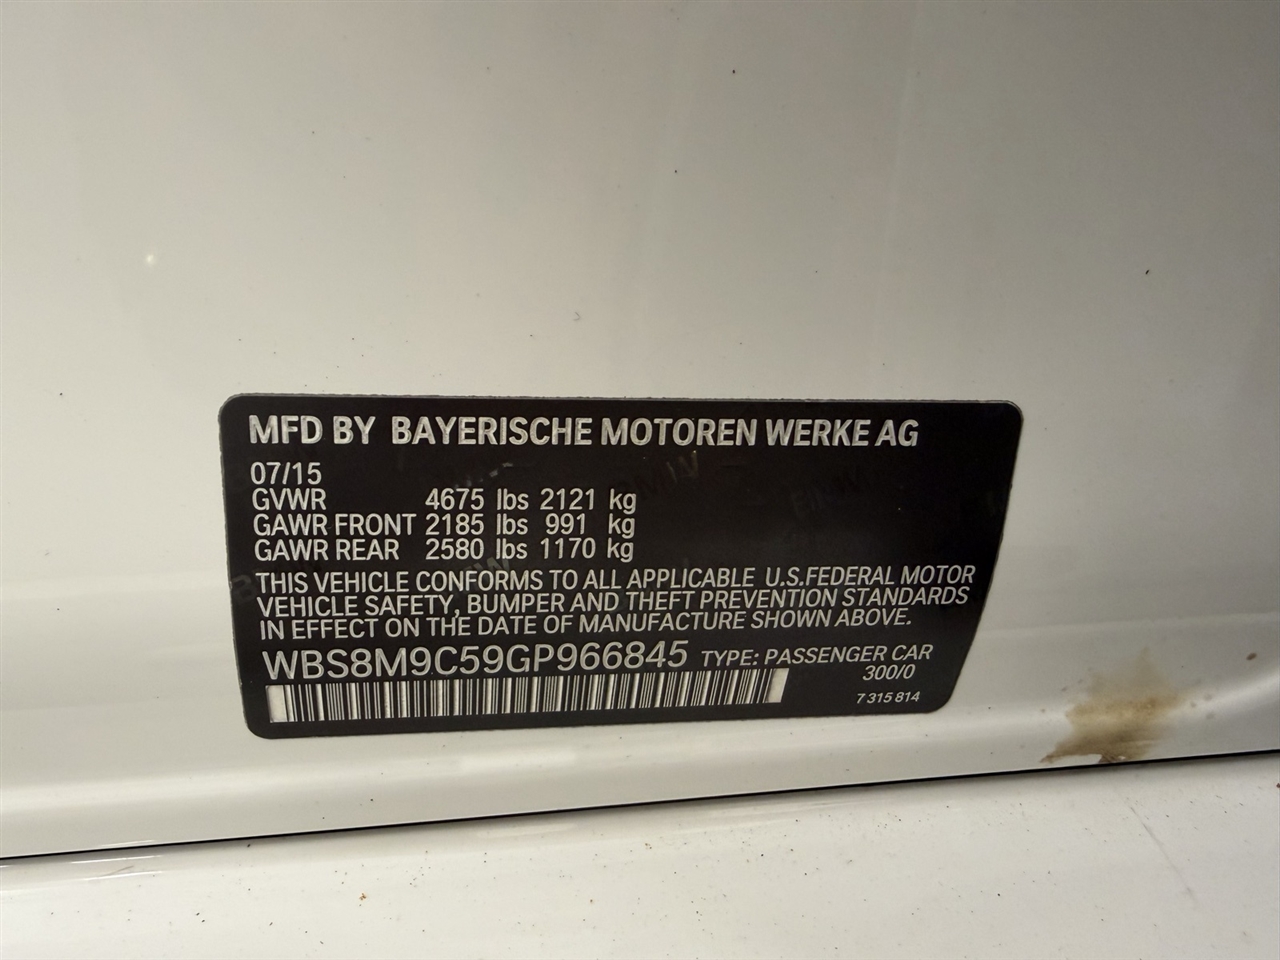 MFD BY BAYERISCHE MOTOREN WERKE AG
07/15
GVWR 4675 lbs 2121 kg
GAWR FRONT 2185 lbs 991 kg
GAWR REAR 2580 lbs 1170 kg
THIS VEHICLE CONFORMS TO ALL APPLICABLE U.S.FEDERAL MOTOR
VEHICLE SAFETY, BUMPER AND THEFT PREVENTION STANDARDS
IN EFFECT ON THE DATE OF MANUFACTURE SHOWN ABOVE.
WBS8M9C59GP966845 TYPE: PASSENGER CAR
300/0
7 315 814